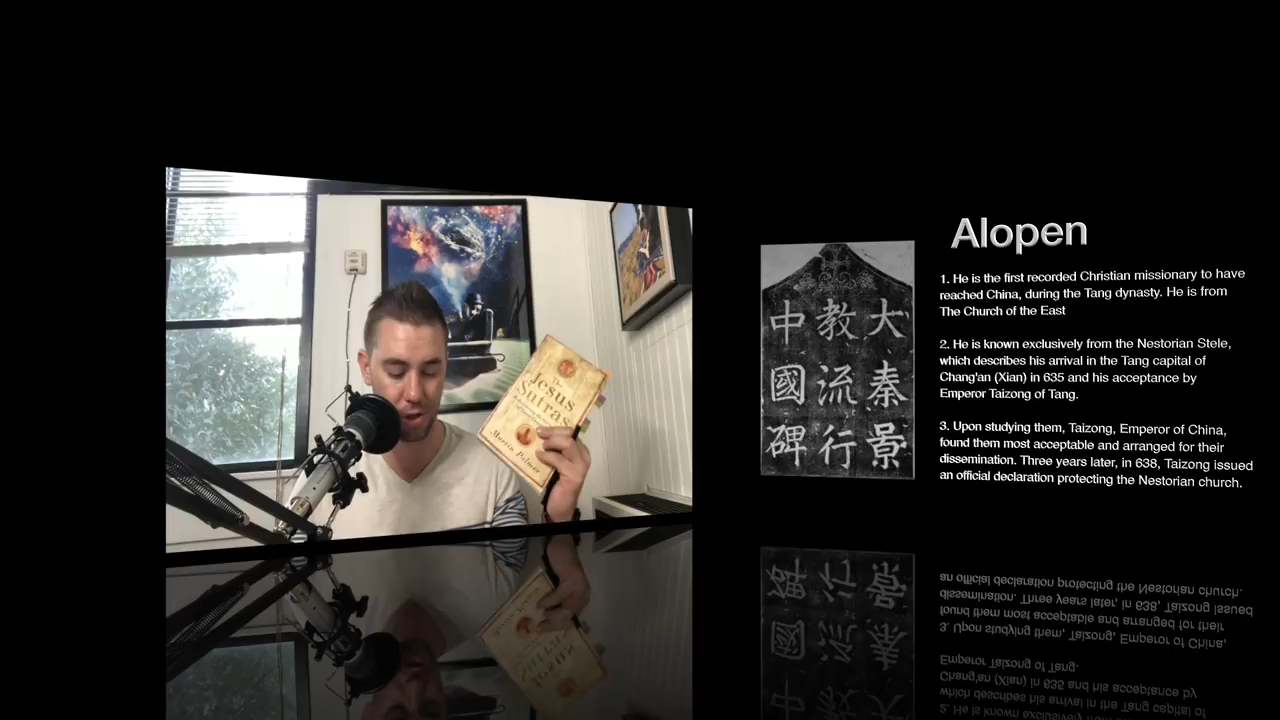 The
Jesus
Sutras
Martin Palmer
大秦景
教流行
中國碑
Alopen
1. He is the first recorded Christian missionary to have
reached China, during the Tang dynasty. He is from
The Church of the East
2. He is known exclusively from the Nestorian Stele,
which describes his arrival in the Tang capital of
Chang'an (Xian) in 635 and his acceptance by
Emperor Taizong of Tang.
3. Upon studying them, Taizong, Emperor of China,
found them most acceptable and arranged for their
dissemination. Three years later, in 638, Taizong issued
an official declaration protecting the Nestorian church.